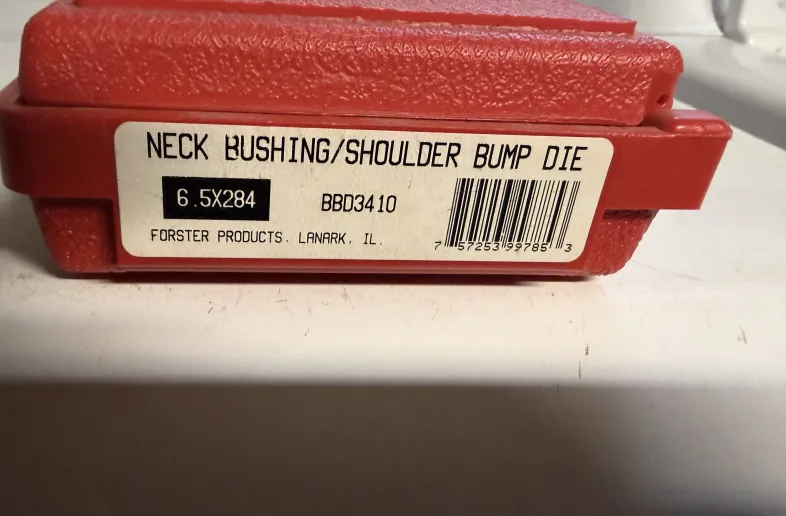 NECK BUSHING/SHOULDER BUMP DIE
6.5X284 BBD3410
FORSTER PRODUCTS. LANARK, IL.
7 57253 99785 3